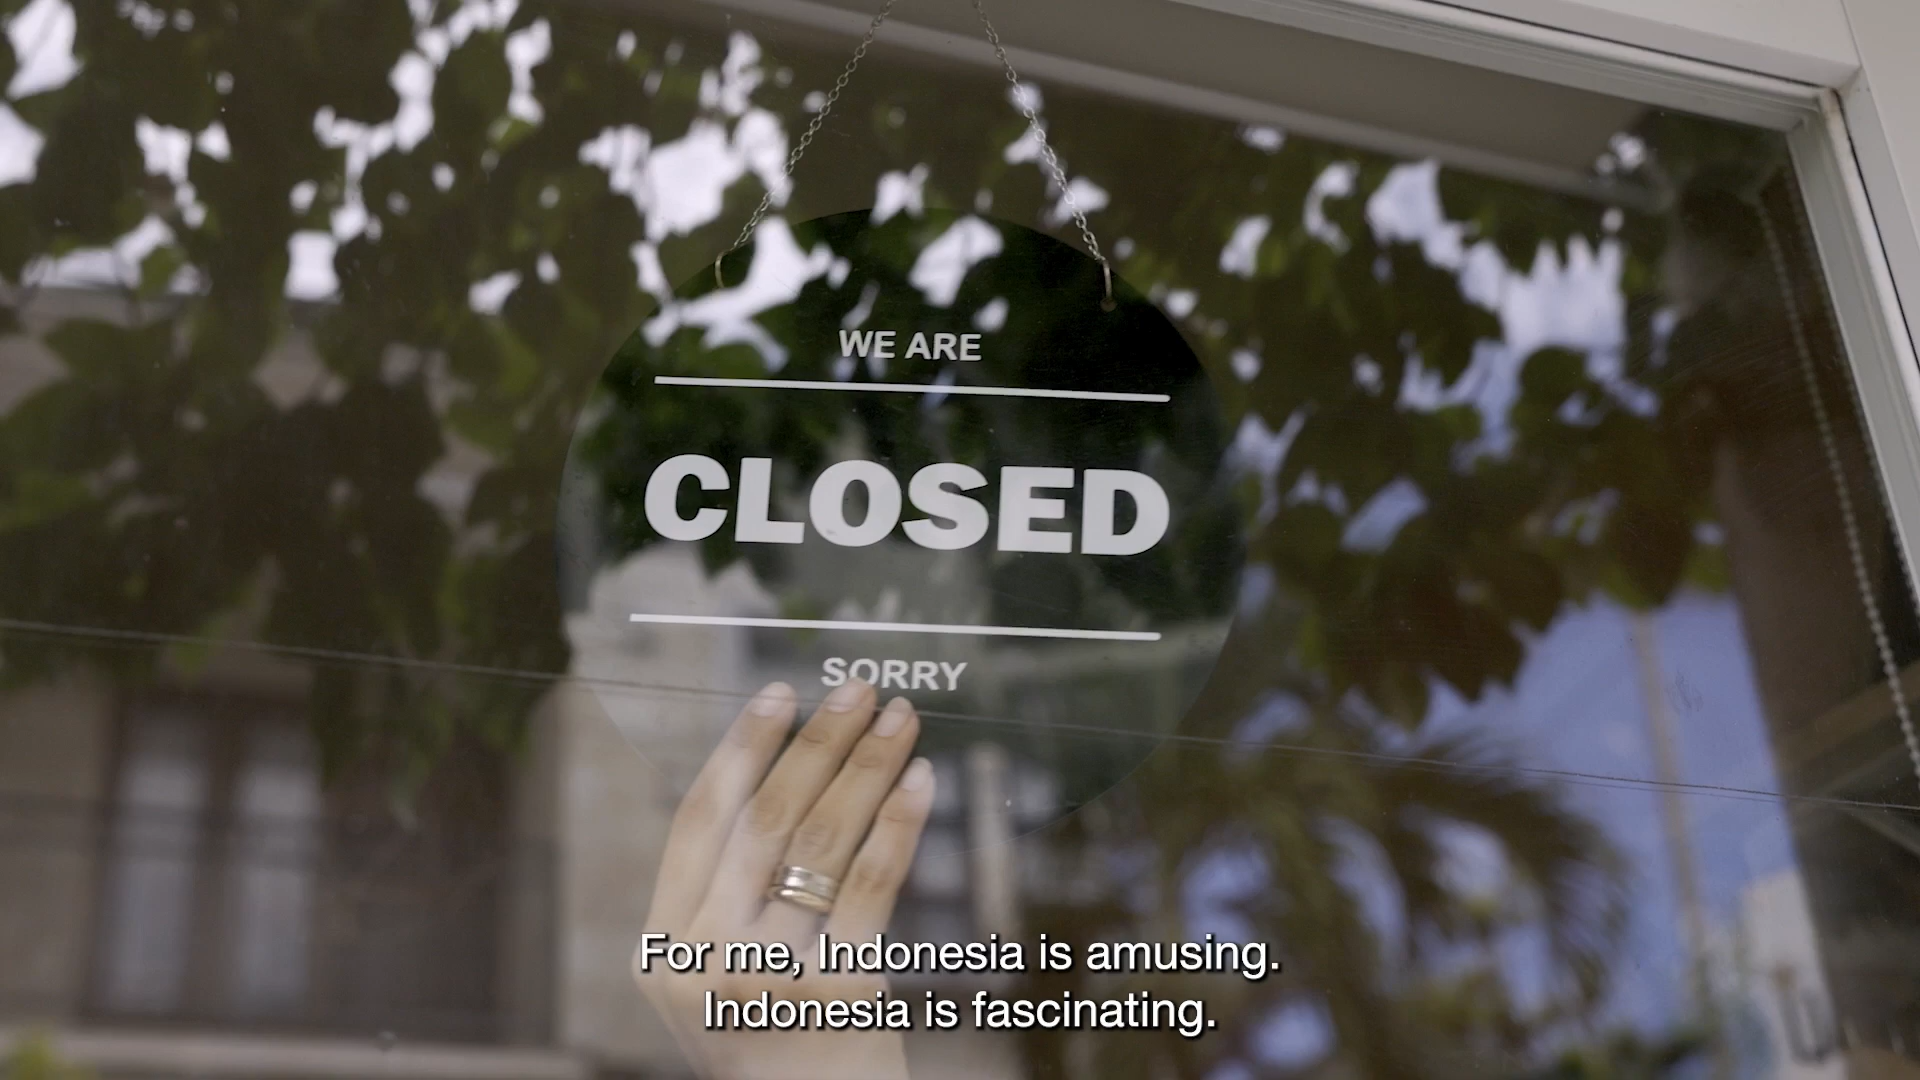 WE ARE
CLOSED
SORRY
For me, Indonesia is amusing.
Indonesia is fascinating.